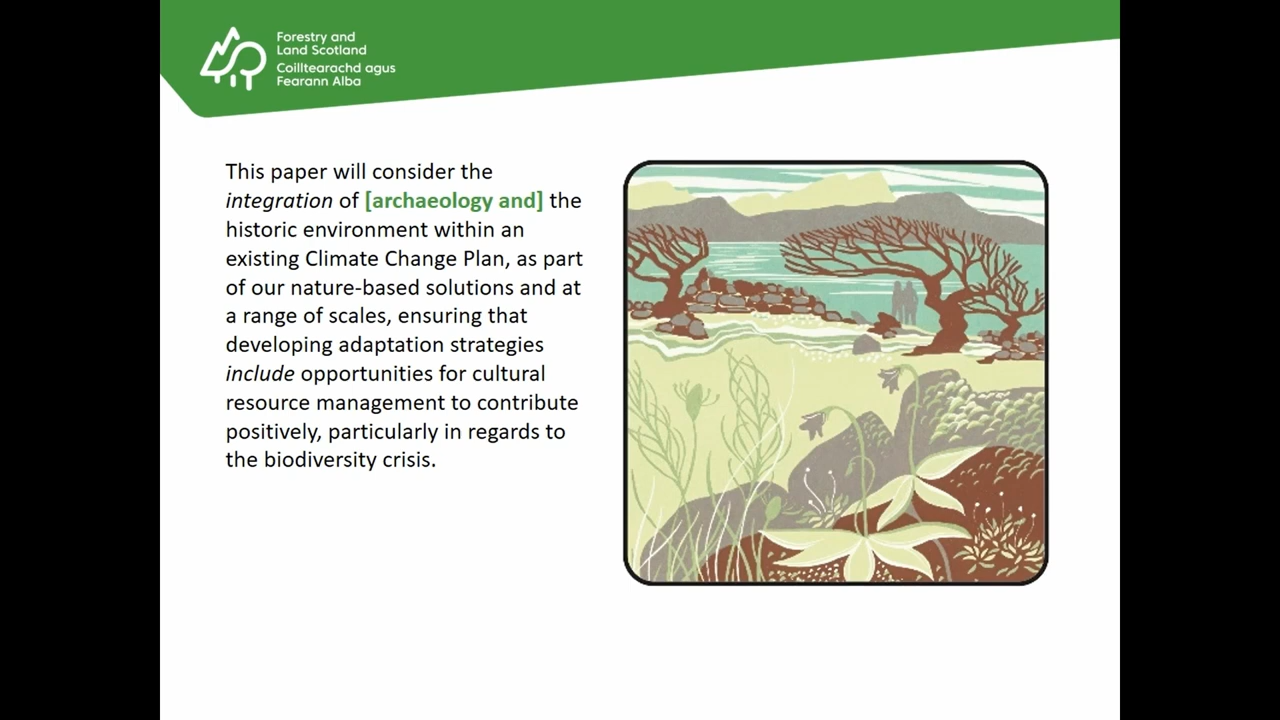 Forestry and
Land Scotland
Coilltearachd agus
Fearann Alba
This paper will consider the
integration of [archaeology and] the
historic environment within an
existing Climate Change Plan, as part
of our nature-based solutions and at
a range of scales, ensuring that
developing adaptation strategies
include opportunities for cultural
resource management to contribute
positively, particularly in regards to
the biodiversity crisis.